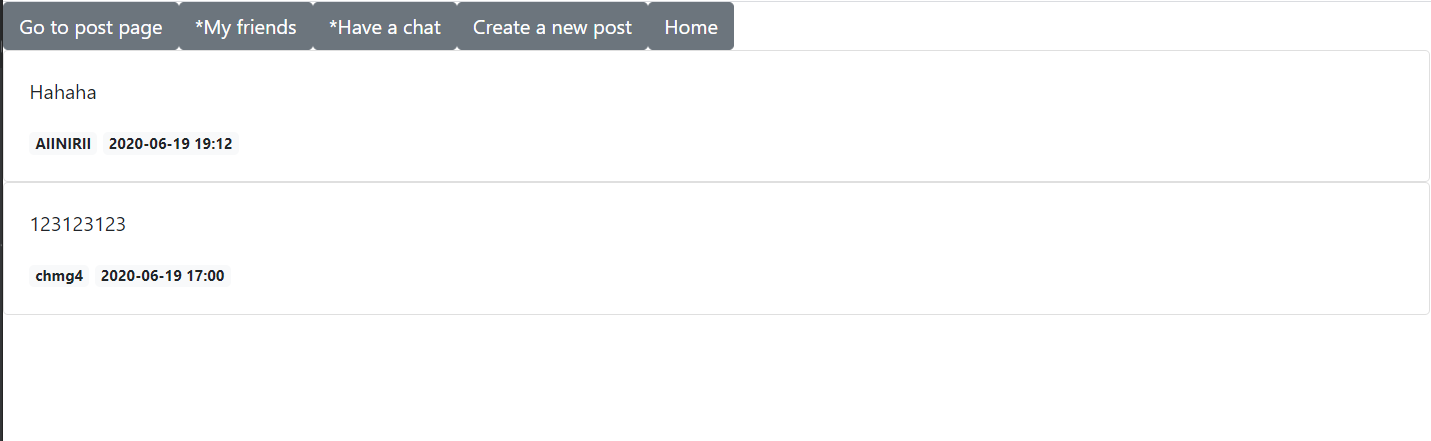 Go to post page *My friends *Have a chat Create a new post Home
Hahaha
AIINIRII 2020-06-19 19:12
123123123
chmg4 2020-06-19 17:00